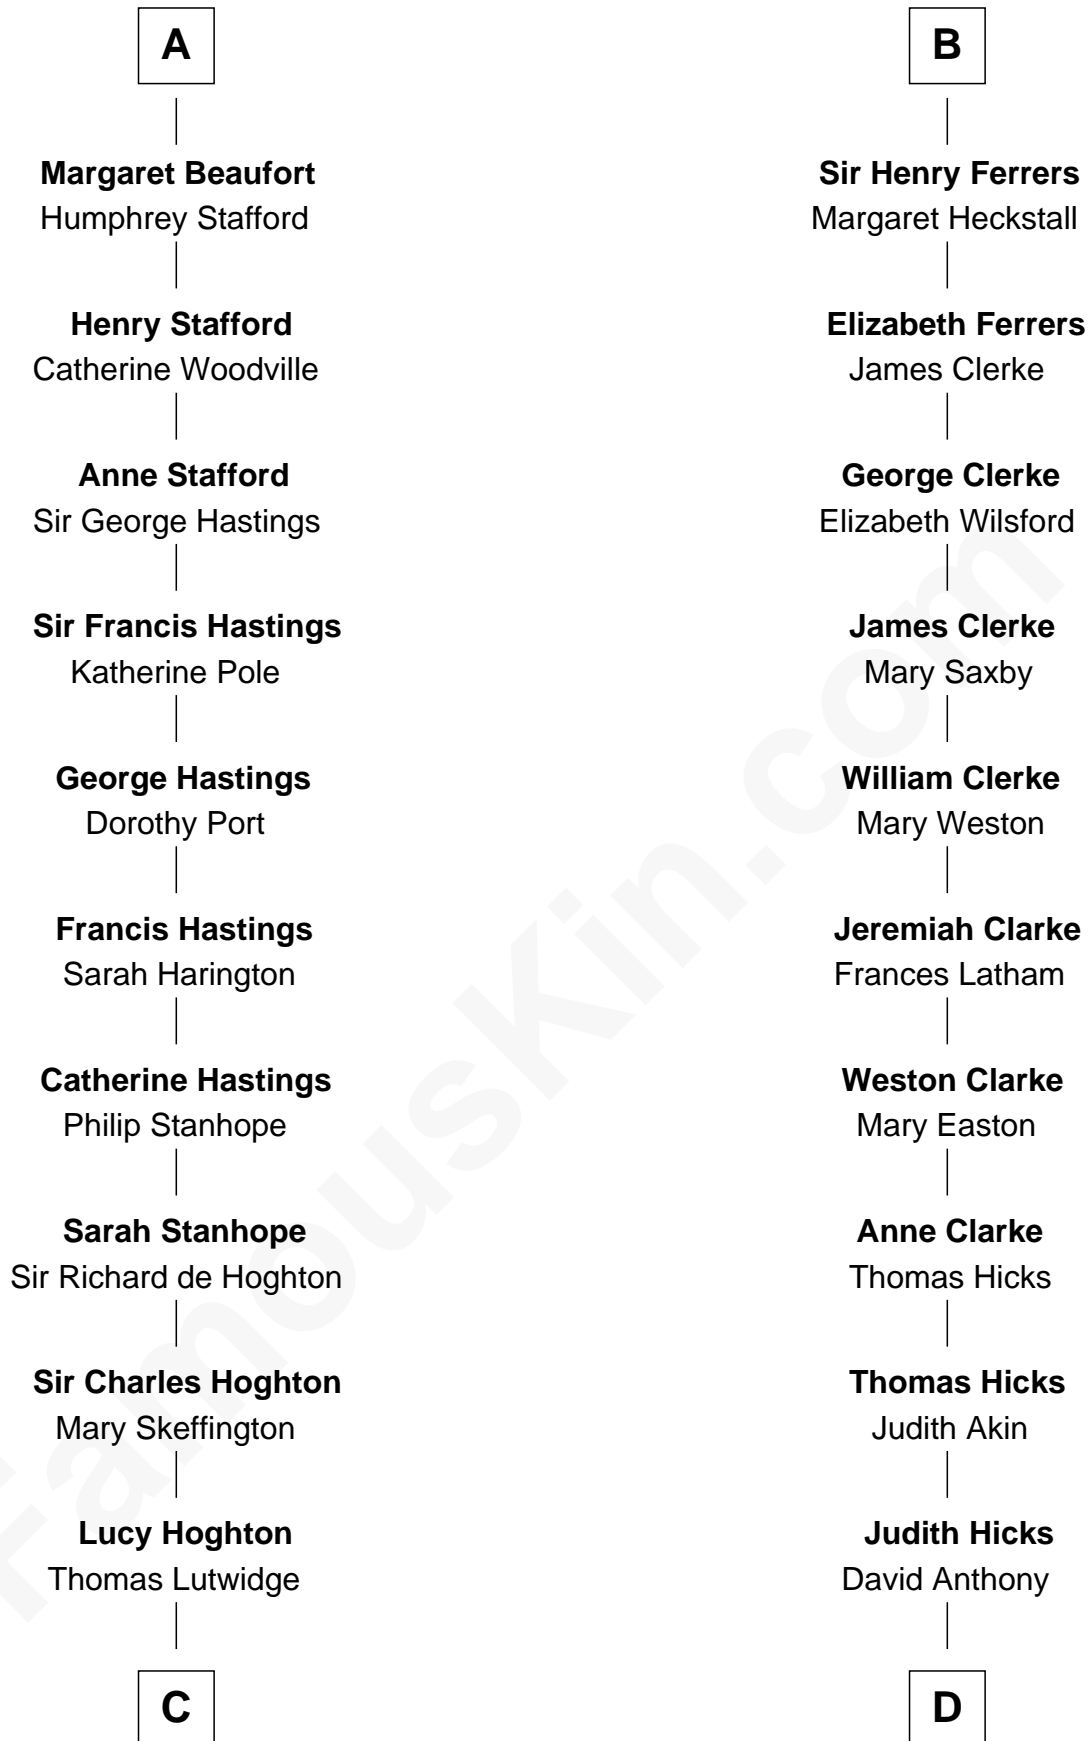 A
Margaret Beaufort
Humphrey Stafford
Henry Stafford
Catherine Woodville
Anne Stafford
Sir George Hastings
Sir Francis Hastings
Katherine Pole
George Hastings
Dorothy Port
Francis Hastings
Sarah Harington
Catherine Hastings
Philip Stanhope
Sarah Stanhope
Sir Richard de Hoghton
Sir Charles Hoghton
Mary Skeffington
Lucy Hoghton
Thomas Lutwidge
C
B
Sir Henry Ferrers
Margaret Heckstall
Elizabeth Ferrers
James Clerke
George Clerke
Elizabeth Wilsford
James Clerke
Mary Saxby
William Clerke
Mary Weston
Jeremiah Clarke
Frances Latham
Weston Clarke
Mary Easton
Anne Clarke
Thomas Hicks
Thomas Hicks
Judith Akin
Judith Hicks
David Anthony
D
FamousKin.com